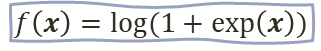 f(x) = log(1 + exp(x))